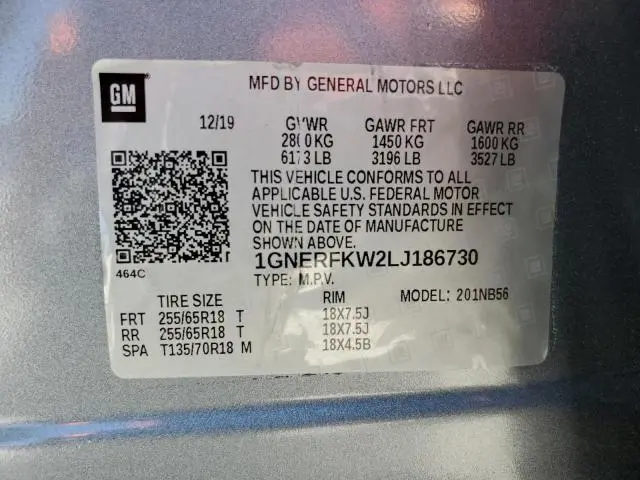 GM
MFD BY GENERAL MOTORS LLC
12/19 GVWR GAWR FRT GAWR RR
2800 KG 1450 KG 1600 KG
6173 LB 3196 LB 3527 LB
THIS VEHICLE CONFORMS TO ALL
APPLICABLE U.S. FEDERAL MOTOR
VEHICLE SAFETY STANDARDS IN EFFECT
ON THE DATE OF MANUFACTURE
SHOWN ABOVE.
464C
1GNERFKW2LJ186730
TYPE: M.P.V. MODEL: 201NB56
TIRE SIZE RIM
FRT 255/65R18 T 18X7.5J
RR 255/65R18 T 18X7.5J
SPA T135/70R18 M 18X4.5B